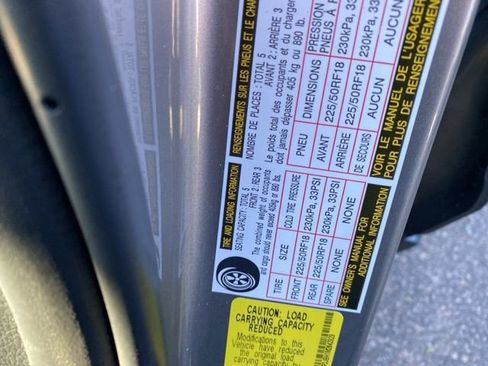 TIRE AND LOADING INFORMATION
SEATING CAPACITY: TOTAL 5
FRONT 2 : REAR 3
The combined weight of occupants
and cargo should never exceed 405kg or 890 lbs.
TIRE SIZE COLD TIRE PRESSURE
FRONT 225/50RF18 230kPa, 33PSI
REAR 225/50RF18 230kPa, 33PSI
SPARE NONE NONE
SEE OWNER'S MANUAL FOR
ADDITIONAL INFORMATION
RENSEIGNEMENTS SUR LES PNEUS ET LE CHAR
NOMBRE DE PLACES : TOTAL 5
AVANT 2 : ARRIÈRE 3
Le poids total des occupants et du charger
doit jamais dépasser 405 kg ou 890 lb.
PNEU DIMENSIONS PRESSION
PNEUS À F
AVANT 225/50RF18 230kPa, 33
ARRIÈRE 225/50RF18 230kPa, 33
DE SECOURS AUCUN AUCUN
VOIR LE MANUEL DE L'USAGER
POUR PLUS DE RENSEIGNEMENT
CAUTION: LOAD
CARRYING CAPACITY
REDUCED
Modifications to
this Vehicle have
reduced the
original load